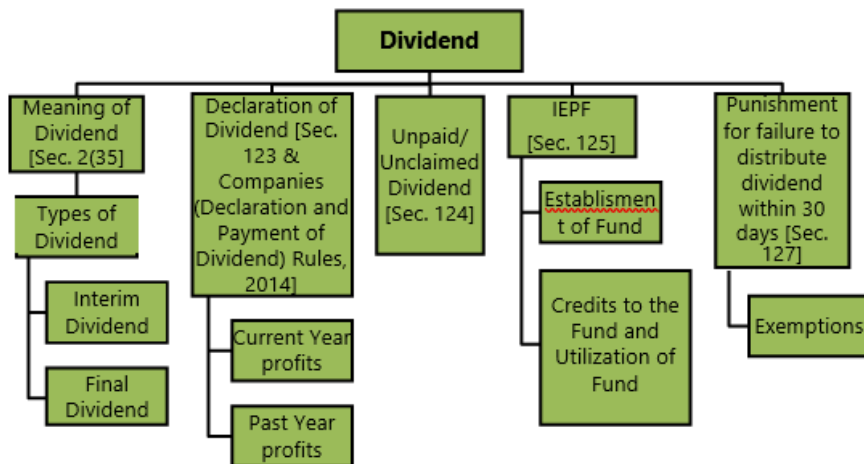 Dividend
Meaning of
Dividend
[Sec. 2(35]
Types of
Dividend
Interim
Dividend
Final
Dividend
Declaration of
Dividend [Sec.
123 &
Companies
(Declaration and
Payment of
Dividend) Rules,
2014]
Current Year
profits
Past Year
profits
Unpaid/
Unclaimed
Dividend
[Sec. 124]
IEPF
[Sec. 125]
Establismen
t of Fund
Credits to the
Fund and
Utilization of
Fund
Punishment
for failure to
distribute
dividend
within 30
days [Sec.
127]
Exemptions